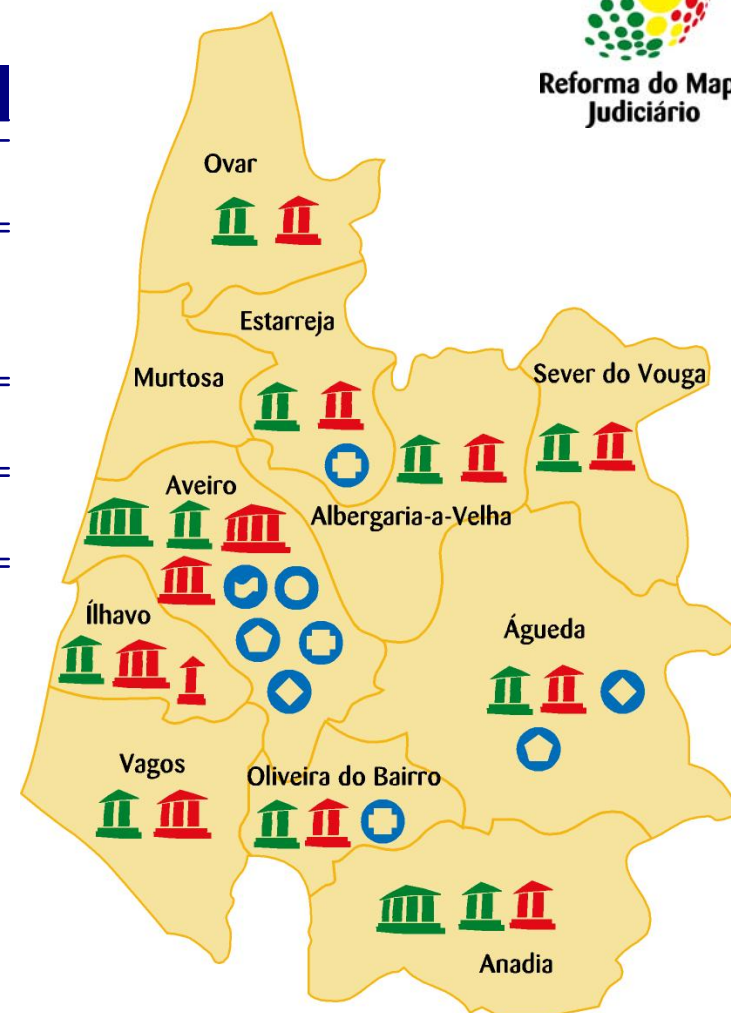 Reforma do Map
Judiciário
Ovar
Estarreja
Murtosa
Sever do Vouga
Aveiro
Albergaria-a-Velha
Ílhavo
Águeda
Vagos
Oliveira do Bairro
Anadia